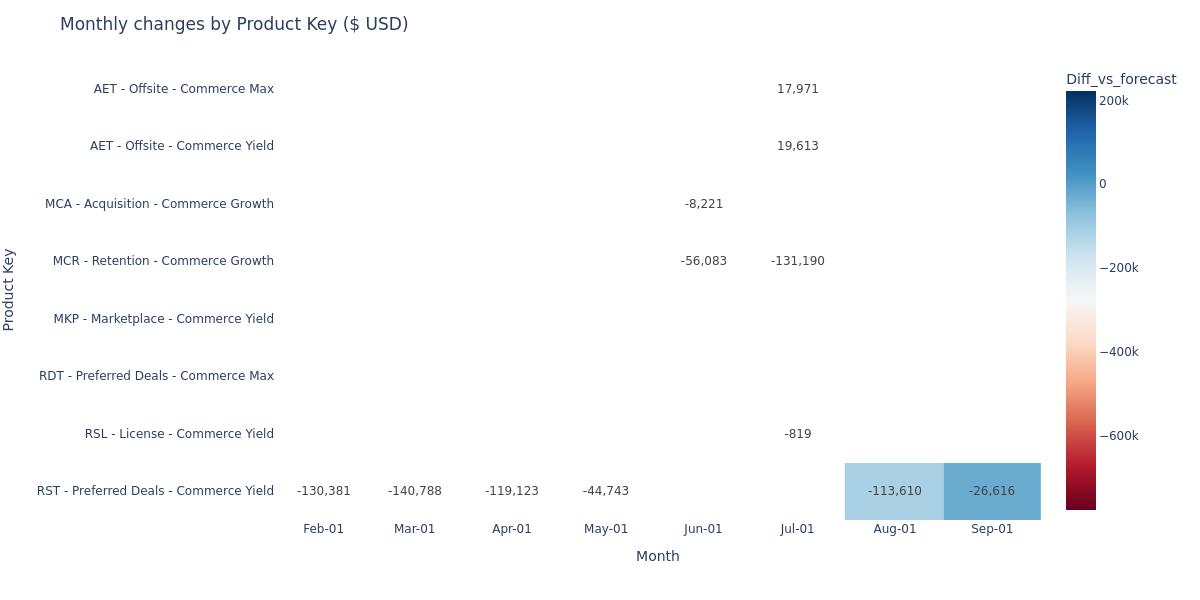 Monthly changes by Product Key ($ USD)
Diff_vs_forecast
200k
0
−200k
−400k
−600k
Product Key
AET - Offsite - Commerce Max 17,971
AET - Offsite - Commerce Yield 19,613
MCA - Acquisition - Commerce Growth -8,221
MCR - Retention - Commerce Growth -56,083 -131,190
MKP - Marketplace - Commerce Yield
RDT - Preferred Deals - Commerce Max
RSL - License - Commerce Yield -819
RST - Preferred Deals - Commerce Yield -130,381 -140,788 -119,123 -44,743 -113,610 -26,616
Feb-01 Mar-01 Apr-01 May-01 Jun-01 Jul-01 Aug-01 Sep-01
Month